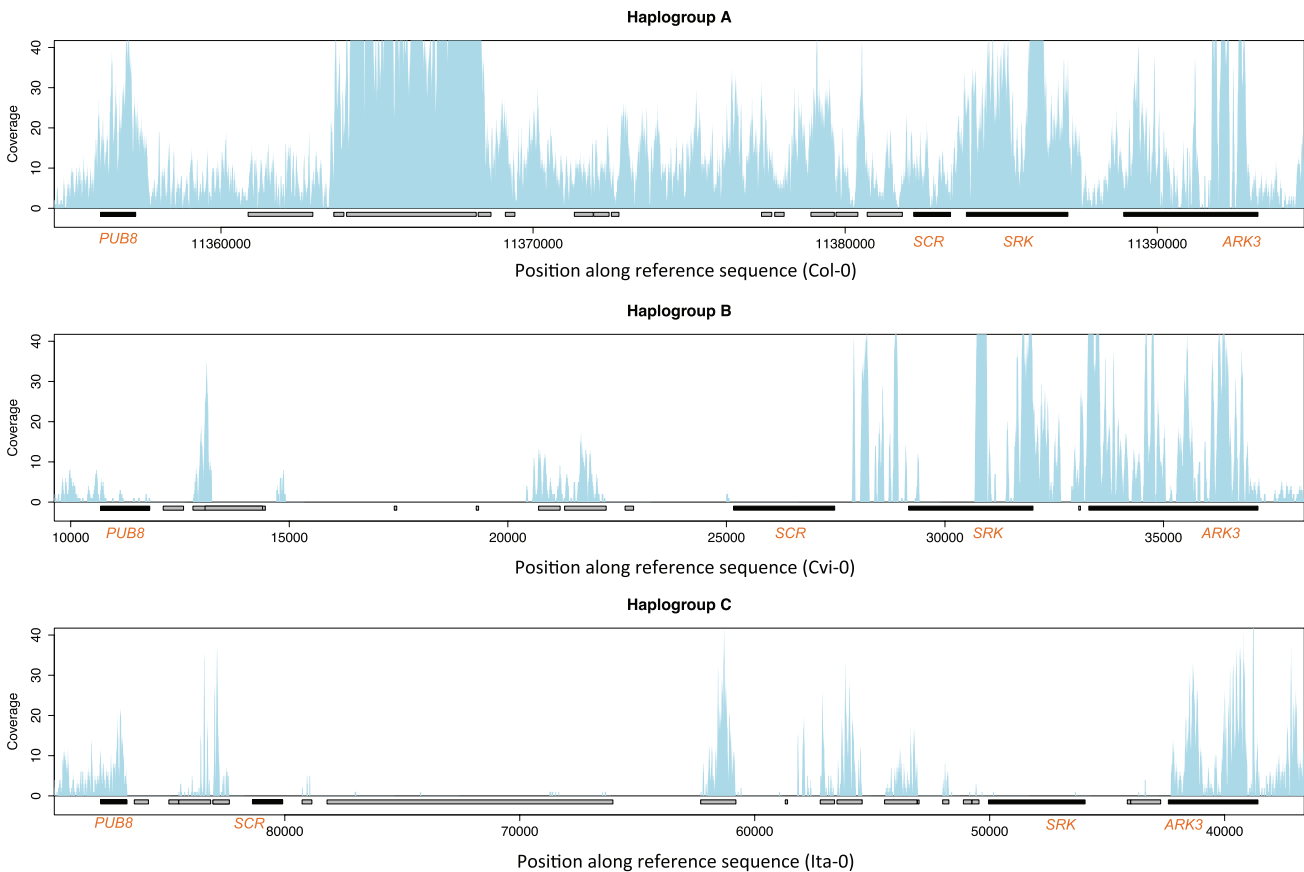 Haplogroup A
Coverage
0 10 20 30 40
11360000 11370000 11380000 11390000
PUB8 SCR SRK ARK3
Position along reference sequence (Col-0)
Haplogroup B
Coverage
0 10 20 30 40
PUB8 SCR SRK ARK3
10000 15000 20000 25000 30000 35000
Position along reference sequence (Cvi-0)
Haplogroup C
Coverage
0 10 20 30 40
PUB8 SCR SRK ARK3
80000 70000 60000 50000 40000
Position along reference sequence (Ita-0)